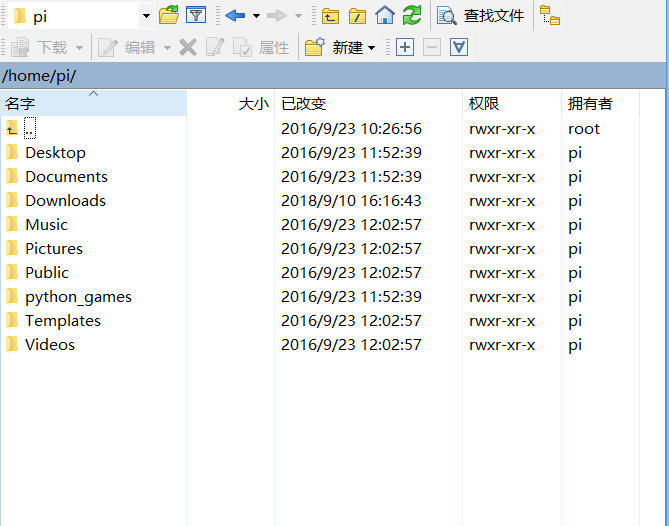 pi
查找文件
下载 编辑 属性 新建
/home/pi/
名字 大小 已改变 权限 拥有者
.. 2016/9/23 10:26:56 rwxr-xr-x root
Desktop 2016/9/23 11:52:39 rwxr-xr-x pi
Documents 2016/9/23 11:52:39 rwxr-xr-x pi
Downloads 2018/9/10 16:16:43 rwxr-xr-x pi
Music 2016/9/23 12:02:57 rwxr-xr-x pi
Pictures 2016/9/23 12:02:57 rwxr-xr-x pi
Public 2016/9/23 12:02:57 rwxr-xr-x pi
python_games 2016/9/23 11:52:39 rwxr-xr-x pi
Templates 2016/9/23 12:02:57 rwxr-xr-x pi
Videos 2016/9/23 12:02:57 rwxr-xr-x pi